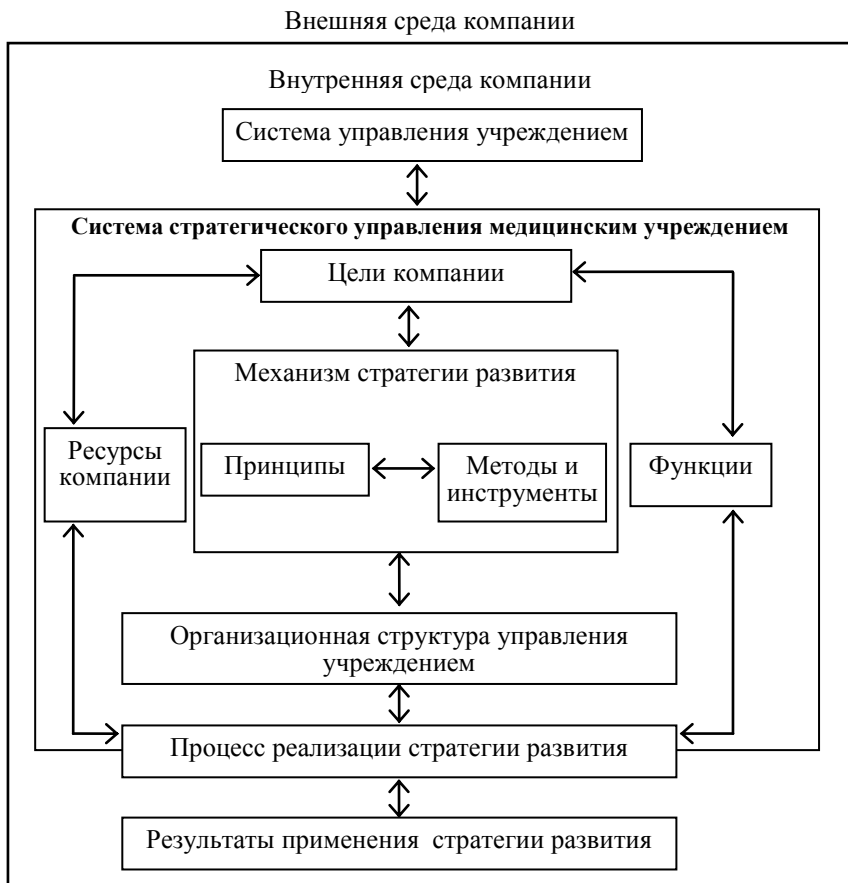 Внешняя среда компании
Внутренняя среда компании
Система управления учреждением
Система стратегического управления медицинским учреждением
Цели компании
Механизм стратегии развития
Ресурсы
компании
Принципы
Методы и
инструменты
Функции
Организационная структура управления
учреждением
Процесс реализации стратегии развития
Результаты применения стратегии развития